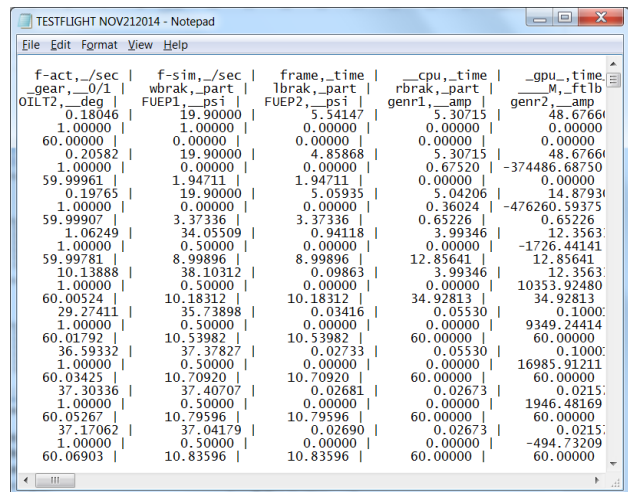 TESTFLIGHT NOV212014 - Notepad
File Edit Format View Help
f-act,_/sec | f-sim,_/sec | frame,_time | __cpu,_time | _gpu_,time_
_gear,__0/1 | wbrak,_part | lbrak,_part | rbrak,_part | ____M,_ftlb
OILT2,__deg | FUEP1,__psi | FUEP2,__psi | genr1,__amp | genr2,__amp
0.18046 | 19.90000 | 5.54147 | 5.30715 | 48.6766
1.00000 | 1.00000 | 0.00000 | 0.00000 | 0.00000
60.00000 | 0.00000 | 0.00000 | 0.00000 | 0.00000
0.20582 | 19.90000 | 4.85868 | 5.30715 | 48.6766
1.00000 | 0.00000 | 0.00000 | 0.67520 | -374486.68750
59.99961 | 1.94711 | 1.94711 | 0.00000 | 0.00000
0.19765 | 19.90000 | 5.05935 | 5.04206 | 14.8793
1.00000 | 0.00000 | 0.00000 | 0.36024 | -476260.59375
59.99907 | 3.37336 | 3.37336 | 0.65226 | 0.65226
1.06249 | 34.05509 | 0.94118 | 3.99346 | 12.3563
1.00000 | 0.50000 | 0.00000 | 0.00000 | -1726.44141
59.99781 | 8.99896 | 8.99896 | 12.85641 | 12.85641
10.13888 | 38.10312 | 0.09863 | 3.99346 | 12.3563
1.00000 | 0.50000 | 0.00000 | 0.00000 | 10353.92480
60.00524 | 10.18312 | 10.18312 | 34.92813 | 34.92813
29.27411 | 35.73898 | 0.03416 | 0.05530 | 0.1000
1.00000 | 0.50000 | 0.00000 | 0.00000 | 9349.24414
60.01792 | 10.53982 | 10.53982 | 60.00000 | 60.00000
36.59332 | 37.37827 | 0.02733 | 0.05530 | 0.1000
1.00000 | 0.50000 | 0.00000 | 0.00000 | 16985.91211
60.03425 | 10.70920 | 10.70920 | 60.00000 | 60.00000
37.30336 | 37.40707 | 0.02681 | 0.02673 | 0.0215
1.00000 | 0.50000 | 0.00000 | 0.00000 | 1946.48169
60.05267 | 10.79596 | 10.79596 | 60.00000 | 60.00000
37.17062 | 37.04179 | 0.02690 | 0.02673 | 0.0215
1.00000 | 0.50000 | 0.00000 | 0.00000 | -494.73209
60.06903 | 10.83596 | 10.83596 | 60.00000 | 60.00000